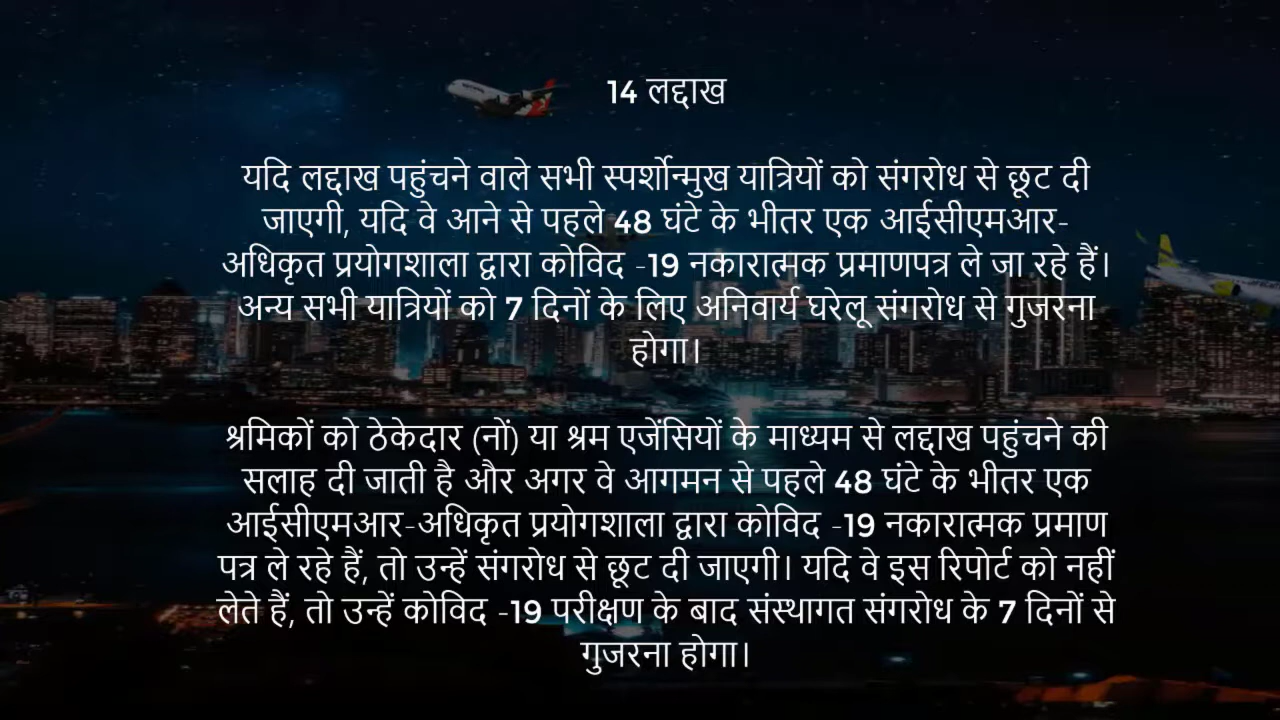 14 लद्दाख
यदि लद्दाख पहुंचने वाले सभी स्पर्शोन्मुख यात्रियों को संगरोध से छूट दी
जाएगी, यदि वे आने से पहले 48 घंटे के भीतर एक आईसीएमआर-
अधिकृत प्रयोगशाला द्वारा कोविद -19 नकारात्मक प्रमाणपत्र ले जा रहे हैं।
अन्य सभी यात्रियों को 7 दिनों के लिए अनिवार्य घरेलू संगरोध से गुजरना
होगा।
श्रमिकों को ठेकेदार (नों) या श्रम एजेंसियों के माध्यम से लद्दाख पहुंचने की
सलाह दी जाती है और अगर वे आगमन से पहले 48 घंटे के भीतर एक
आईसीएमआर-अधिकृत प्रयोगशाला द्वारा कोविद -19 नकारात्मक प्रमाण
पत्र ले रहे हैं, तो उन्हें संगरोध से छूट दी जाएगी। यदि वे इस रिपोर्ट को नहीं
लेते हैं, तो उन्हें कोविद -19 परीक्षण के बाद संस्थागत संगरोध के 7 दिनों से
गुजरना होगा।